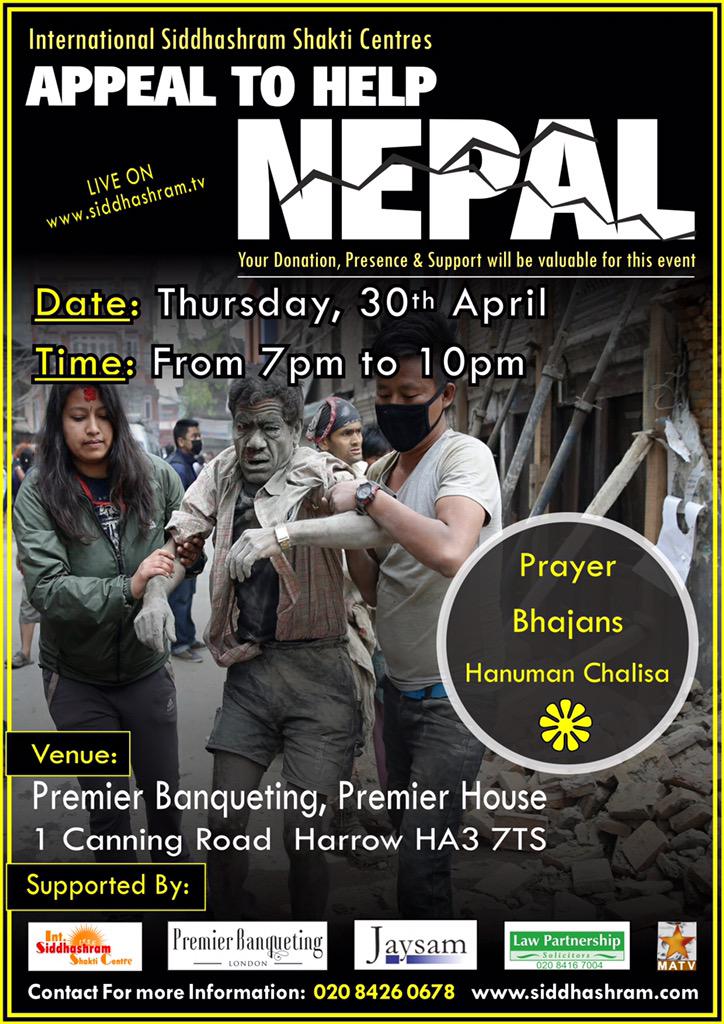 International Siddhashram Shakti Centres
APPEAL TO HELP
NEPAL
LIVE ON
www.siddhashram.tv
Your Donation, Presence & Support will be valuable for this event
Date: Thursday, 30th April
Time: From 7pm to 10pm
Prayer
Bhajans
Hanuman Chalisa
Venue:
Premier Banqueting, Premier House
1 Canning Road Harrow HA3 7TS
Supported By:
Int.
Siddhashram
Shakti Centre
Premier Banqueting
LONDON
Jaysam
Law Partnership
Solicitors
020 8416 7004
MATV
Contact For more Information: 020 8426 0678 www.siddhashram.com